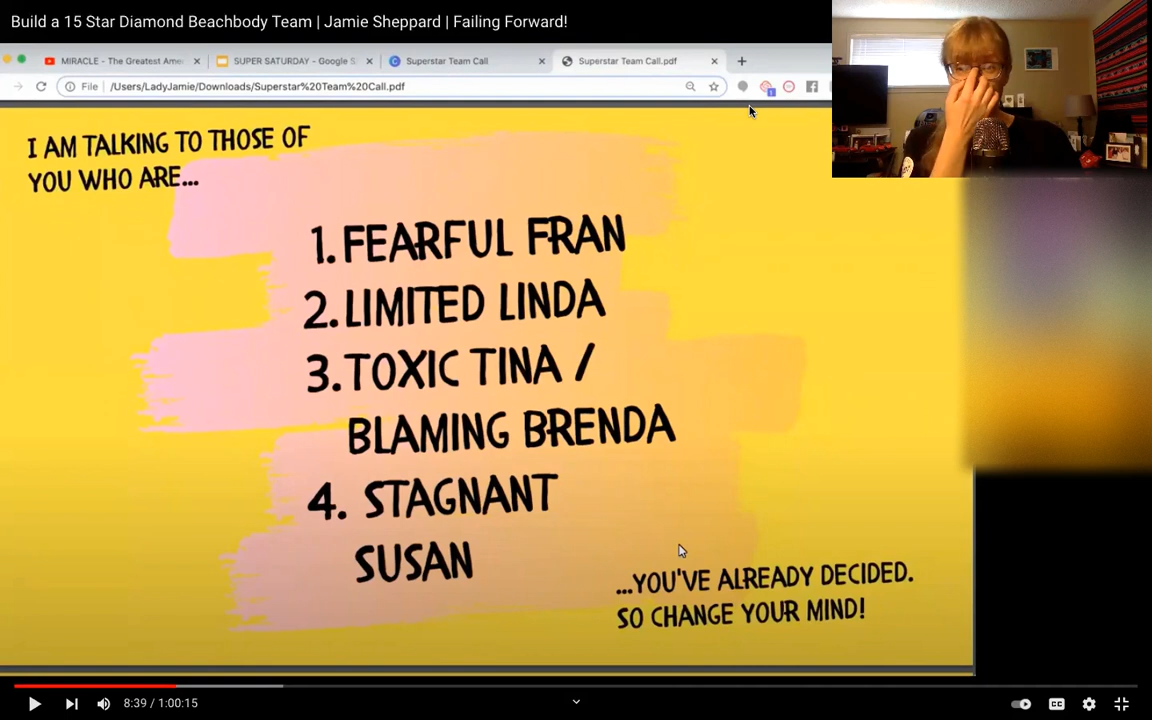 Build a 15 Star Diamond Beachbody Team | Jamie Sheppard | Failing Forward!
MIRACLE - The Greatest Ame
SUPER SATURDAY - Google S
Superstar Team Call
Superstar Team Call.pdf
File
/Users/LadyJamie/Downloads/Superstar%20Team%20Call.pdf
I AM TALKING TO THOSE OF
YOU WHO ARE...
1. FEARFUL FRAN
2. LIMITED LINDA
3. TOXIC TINA /
BLAMING BRENDA
4. STAGNANT
SUSAN
...YOU'VE ALREADY DECIDED.
SO CHANGE YOUR MIND!
8:39 / 1:00:15
CC